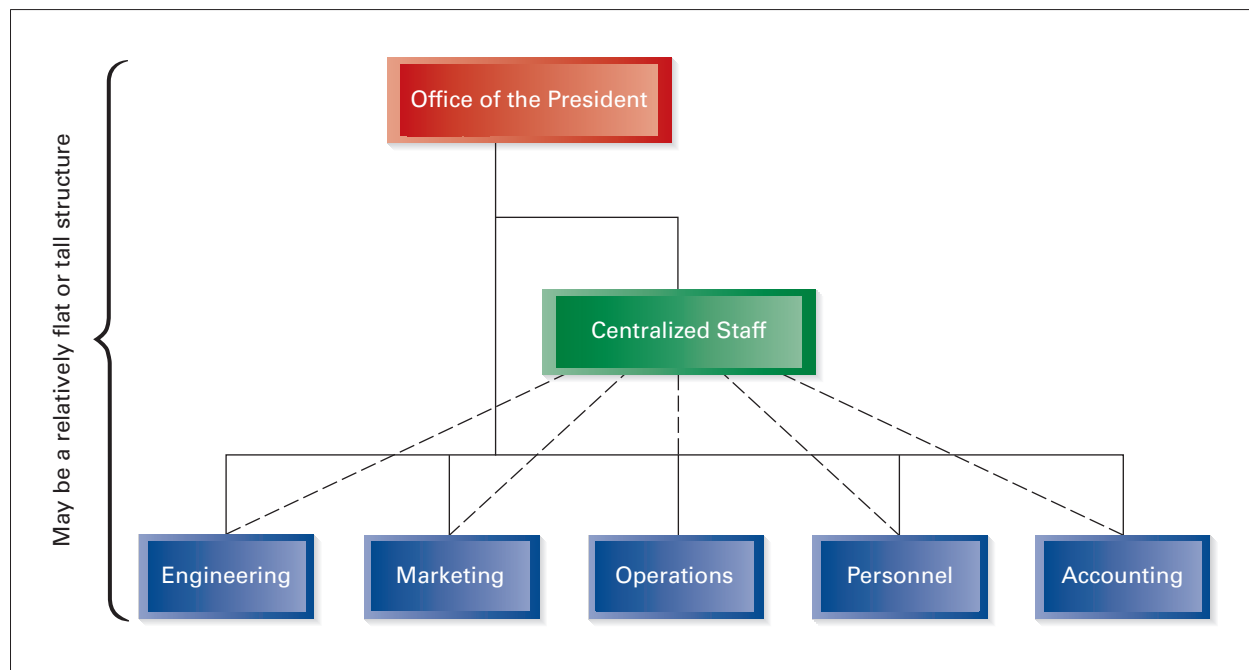 May be a relatively flat or tall structure
Office of the President
Centralized Staff
Engineering
Marketing
Operations
Personnel
Accounting